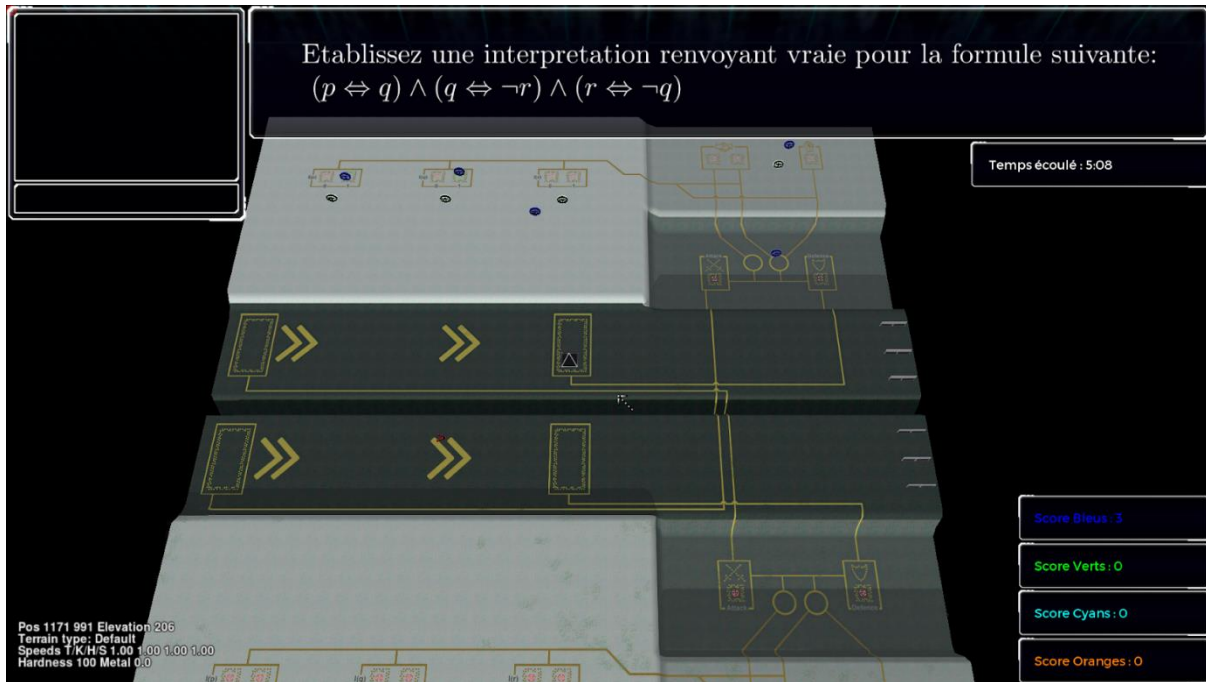 Etablissez une interpretation renvoyant vraie pour la formule suivante:
(p ⇔ q) ∧ (q ⇔ ¬r) ∧ (r ⇔ ¬q)
Temps écoulé : 5:08
Attack
Defence
Score Bleus : 3
Score Verts : 0
Score Cyans : 0
Score Oranges : 0
Pos 1171 991 Elevation 206
Terrain type: Default
Speeds T/K/H/S 1.00 1.00 1.00 1.00
Hardness 100 Metal 0.0
I(p)
I(q)
I(r)